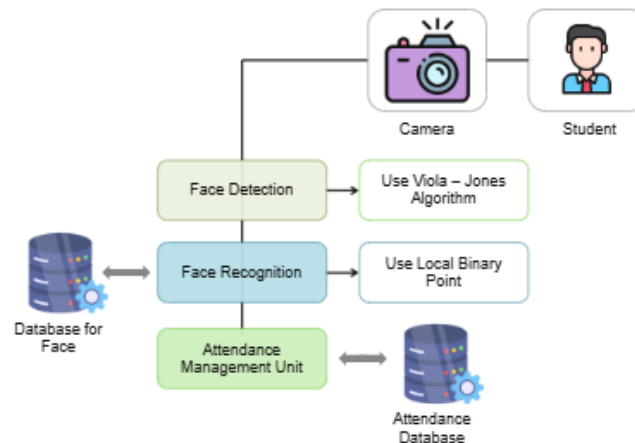 Camera
Student
Face Detection
Use Viola – Jones
Algorithm
Face Recognition
Use Local Binary
Point
Database for
Face
Attendance
Management Unit
Attendance
Database